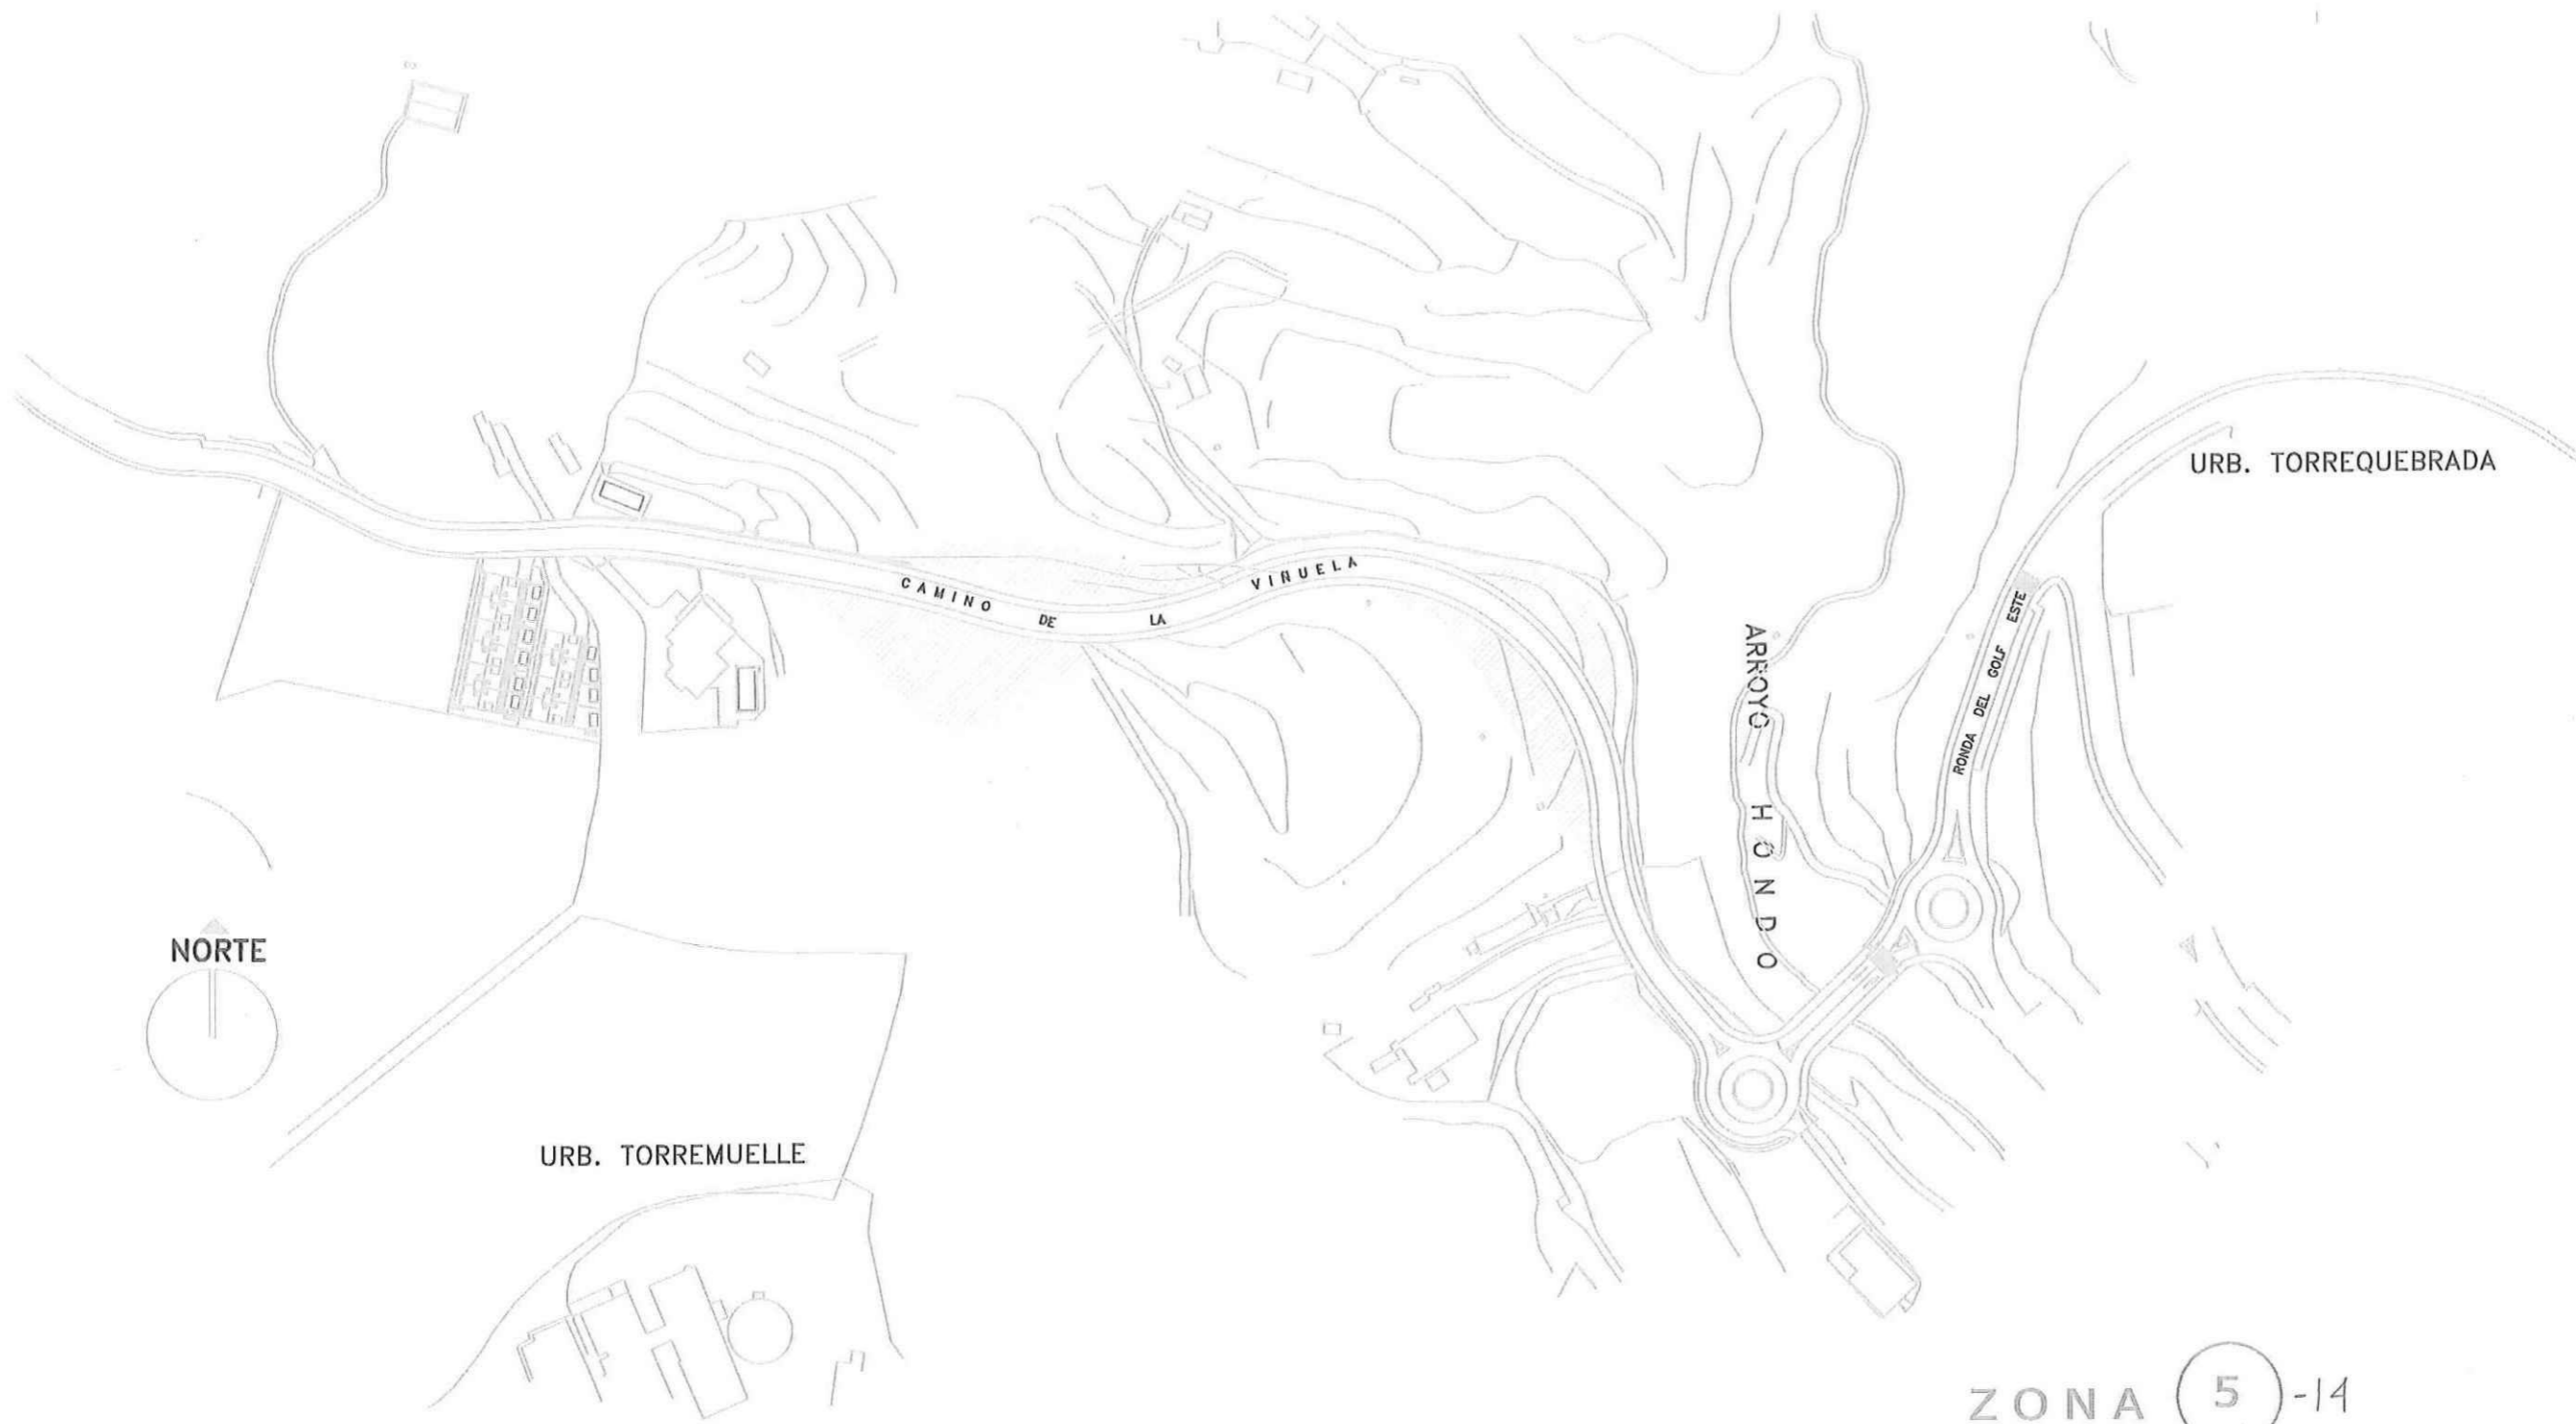 URB. TORREQUEBRADA
CAMINO DE LA VIÑUELA
RONDA DEL GOLF ESTE
ARROYO HONDO
NORTE
URB. TORREMUELLE
ZONA 5 -14